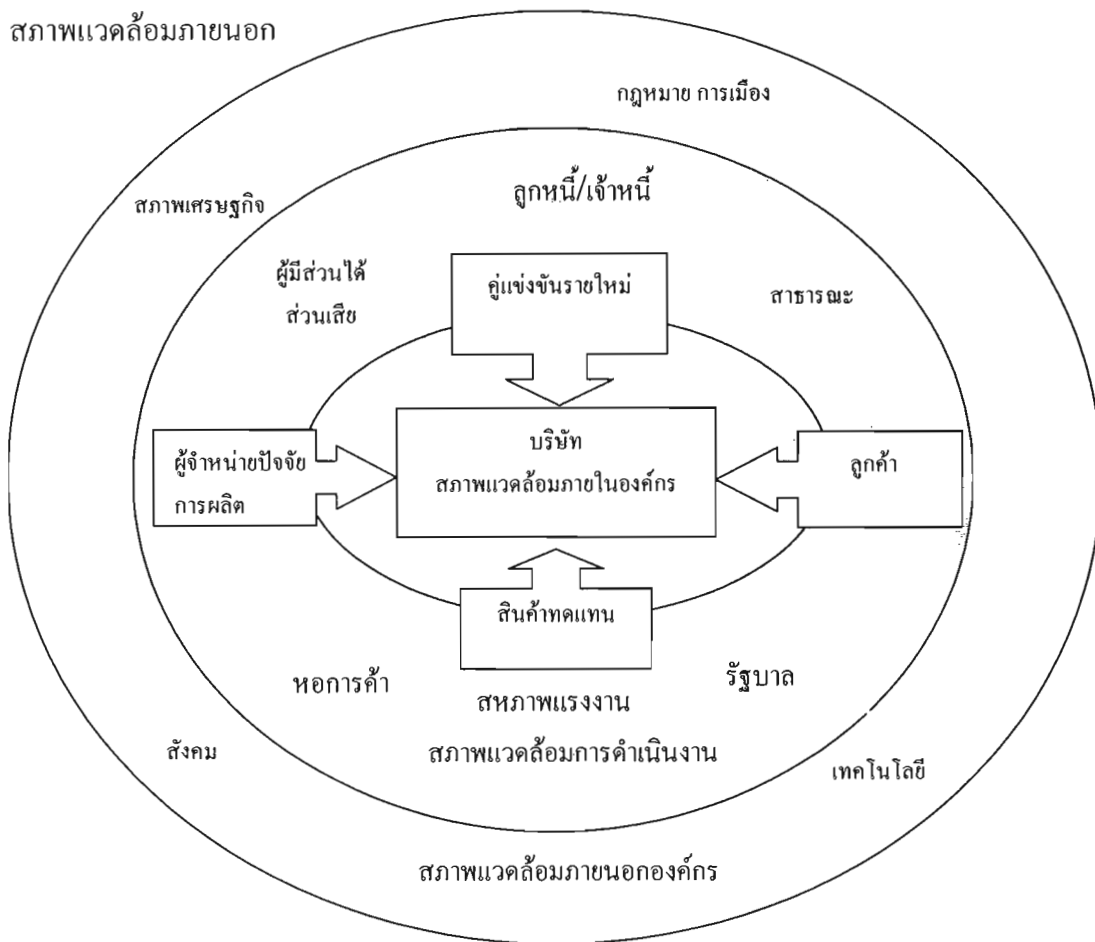 สภาพแวดล้อมภายนอก
กฎหมาย การเมือง
สภาพเศรษฐกิจ
ลูกหนี้/เจ้าหนี้
ผู้มีส่วนได้
ส่วนเสีย
คู่แข่งขันรายใหม่
สาธารณะ
บริษัท
สภาพแวดล้อมภายในองค์กร
ผู้จำหน่ายปัจจัย
การผลิต
ลูกค้า
สินค้าทดแทน
หอการค้า
สหภาพแรงงาน
รัฐบาล
สภาพแวดล้อมการดำเนินงาน
สังคม
เทคโนโลยี
สภาพแวดล้อมภายนอกองค์กร